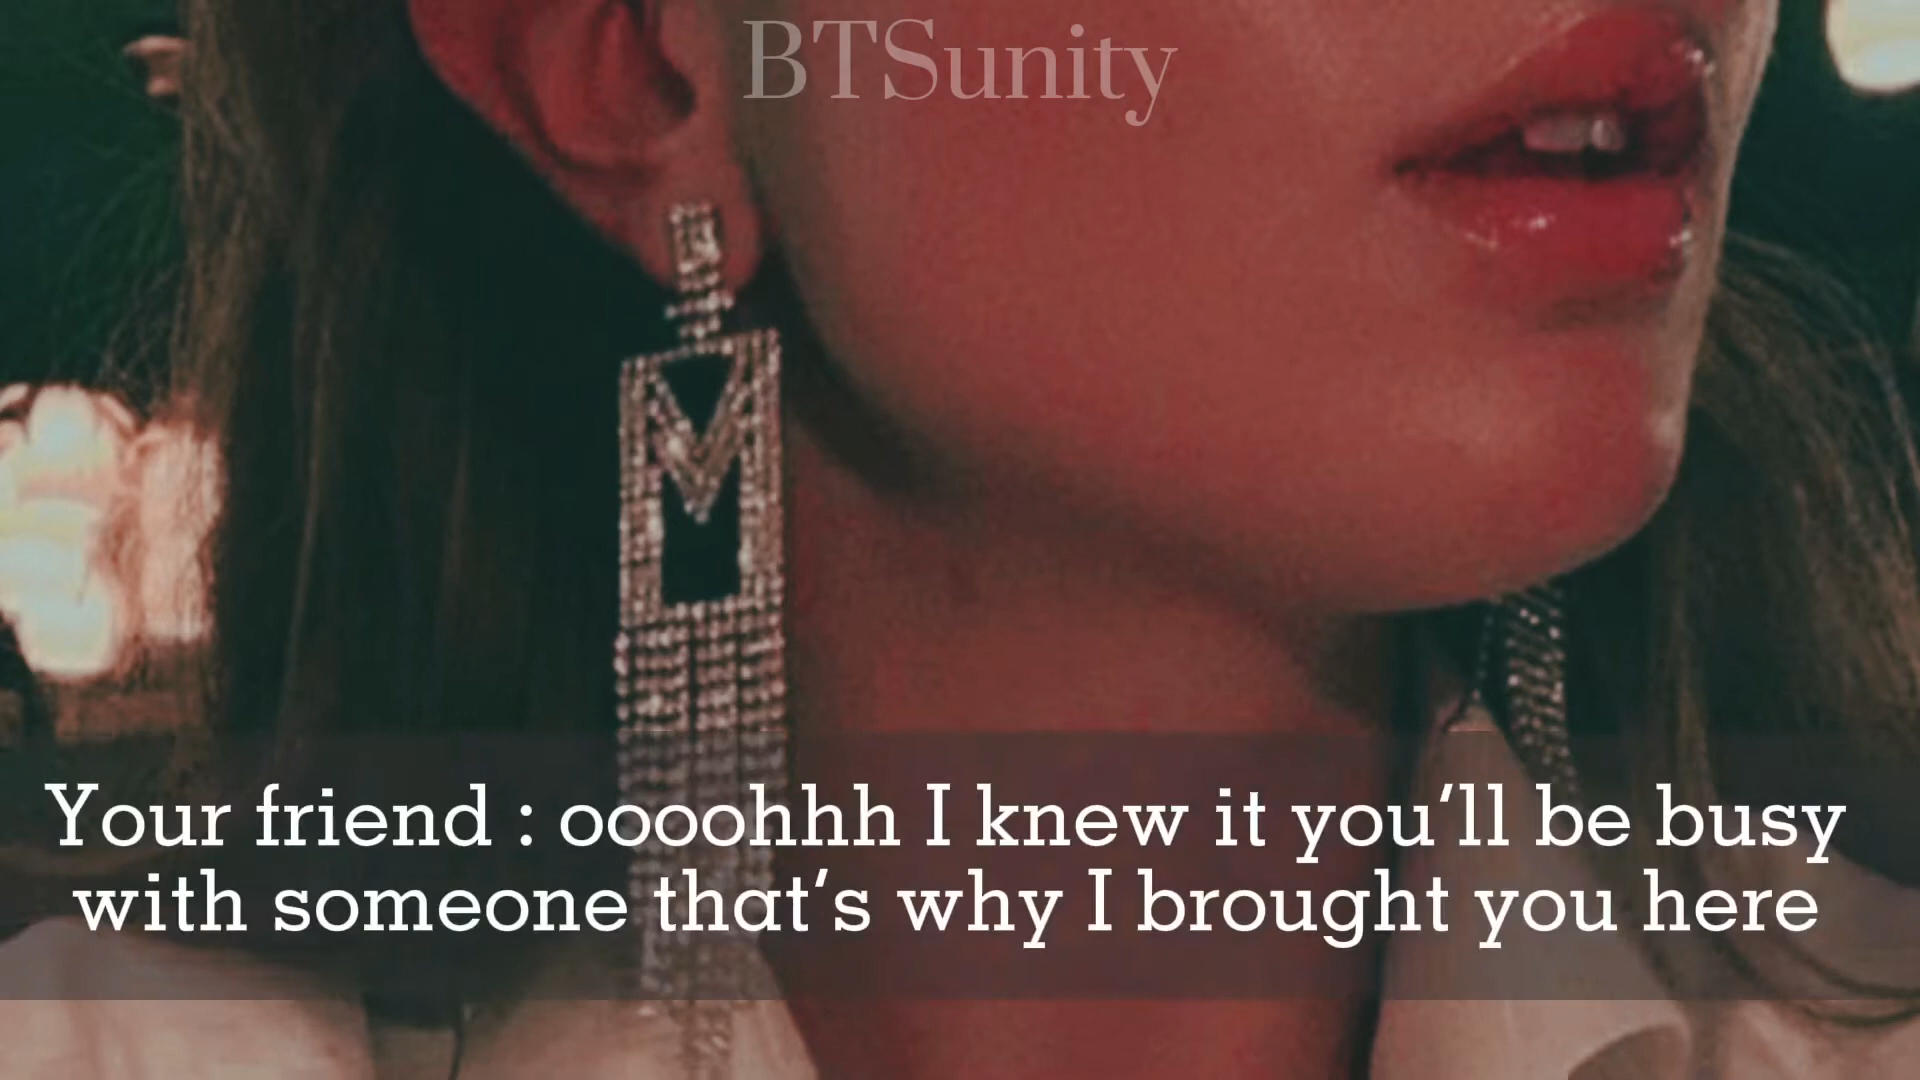 BTSunity
Your friend : oooohhh I knew it you’ll be busy
with someone that’s why I brought you here